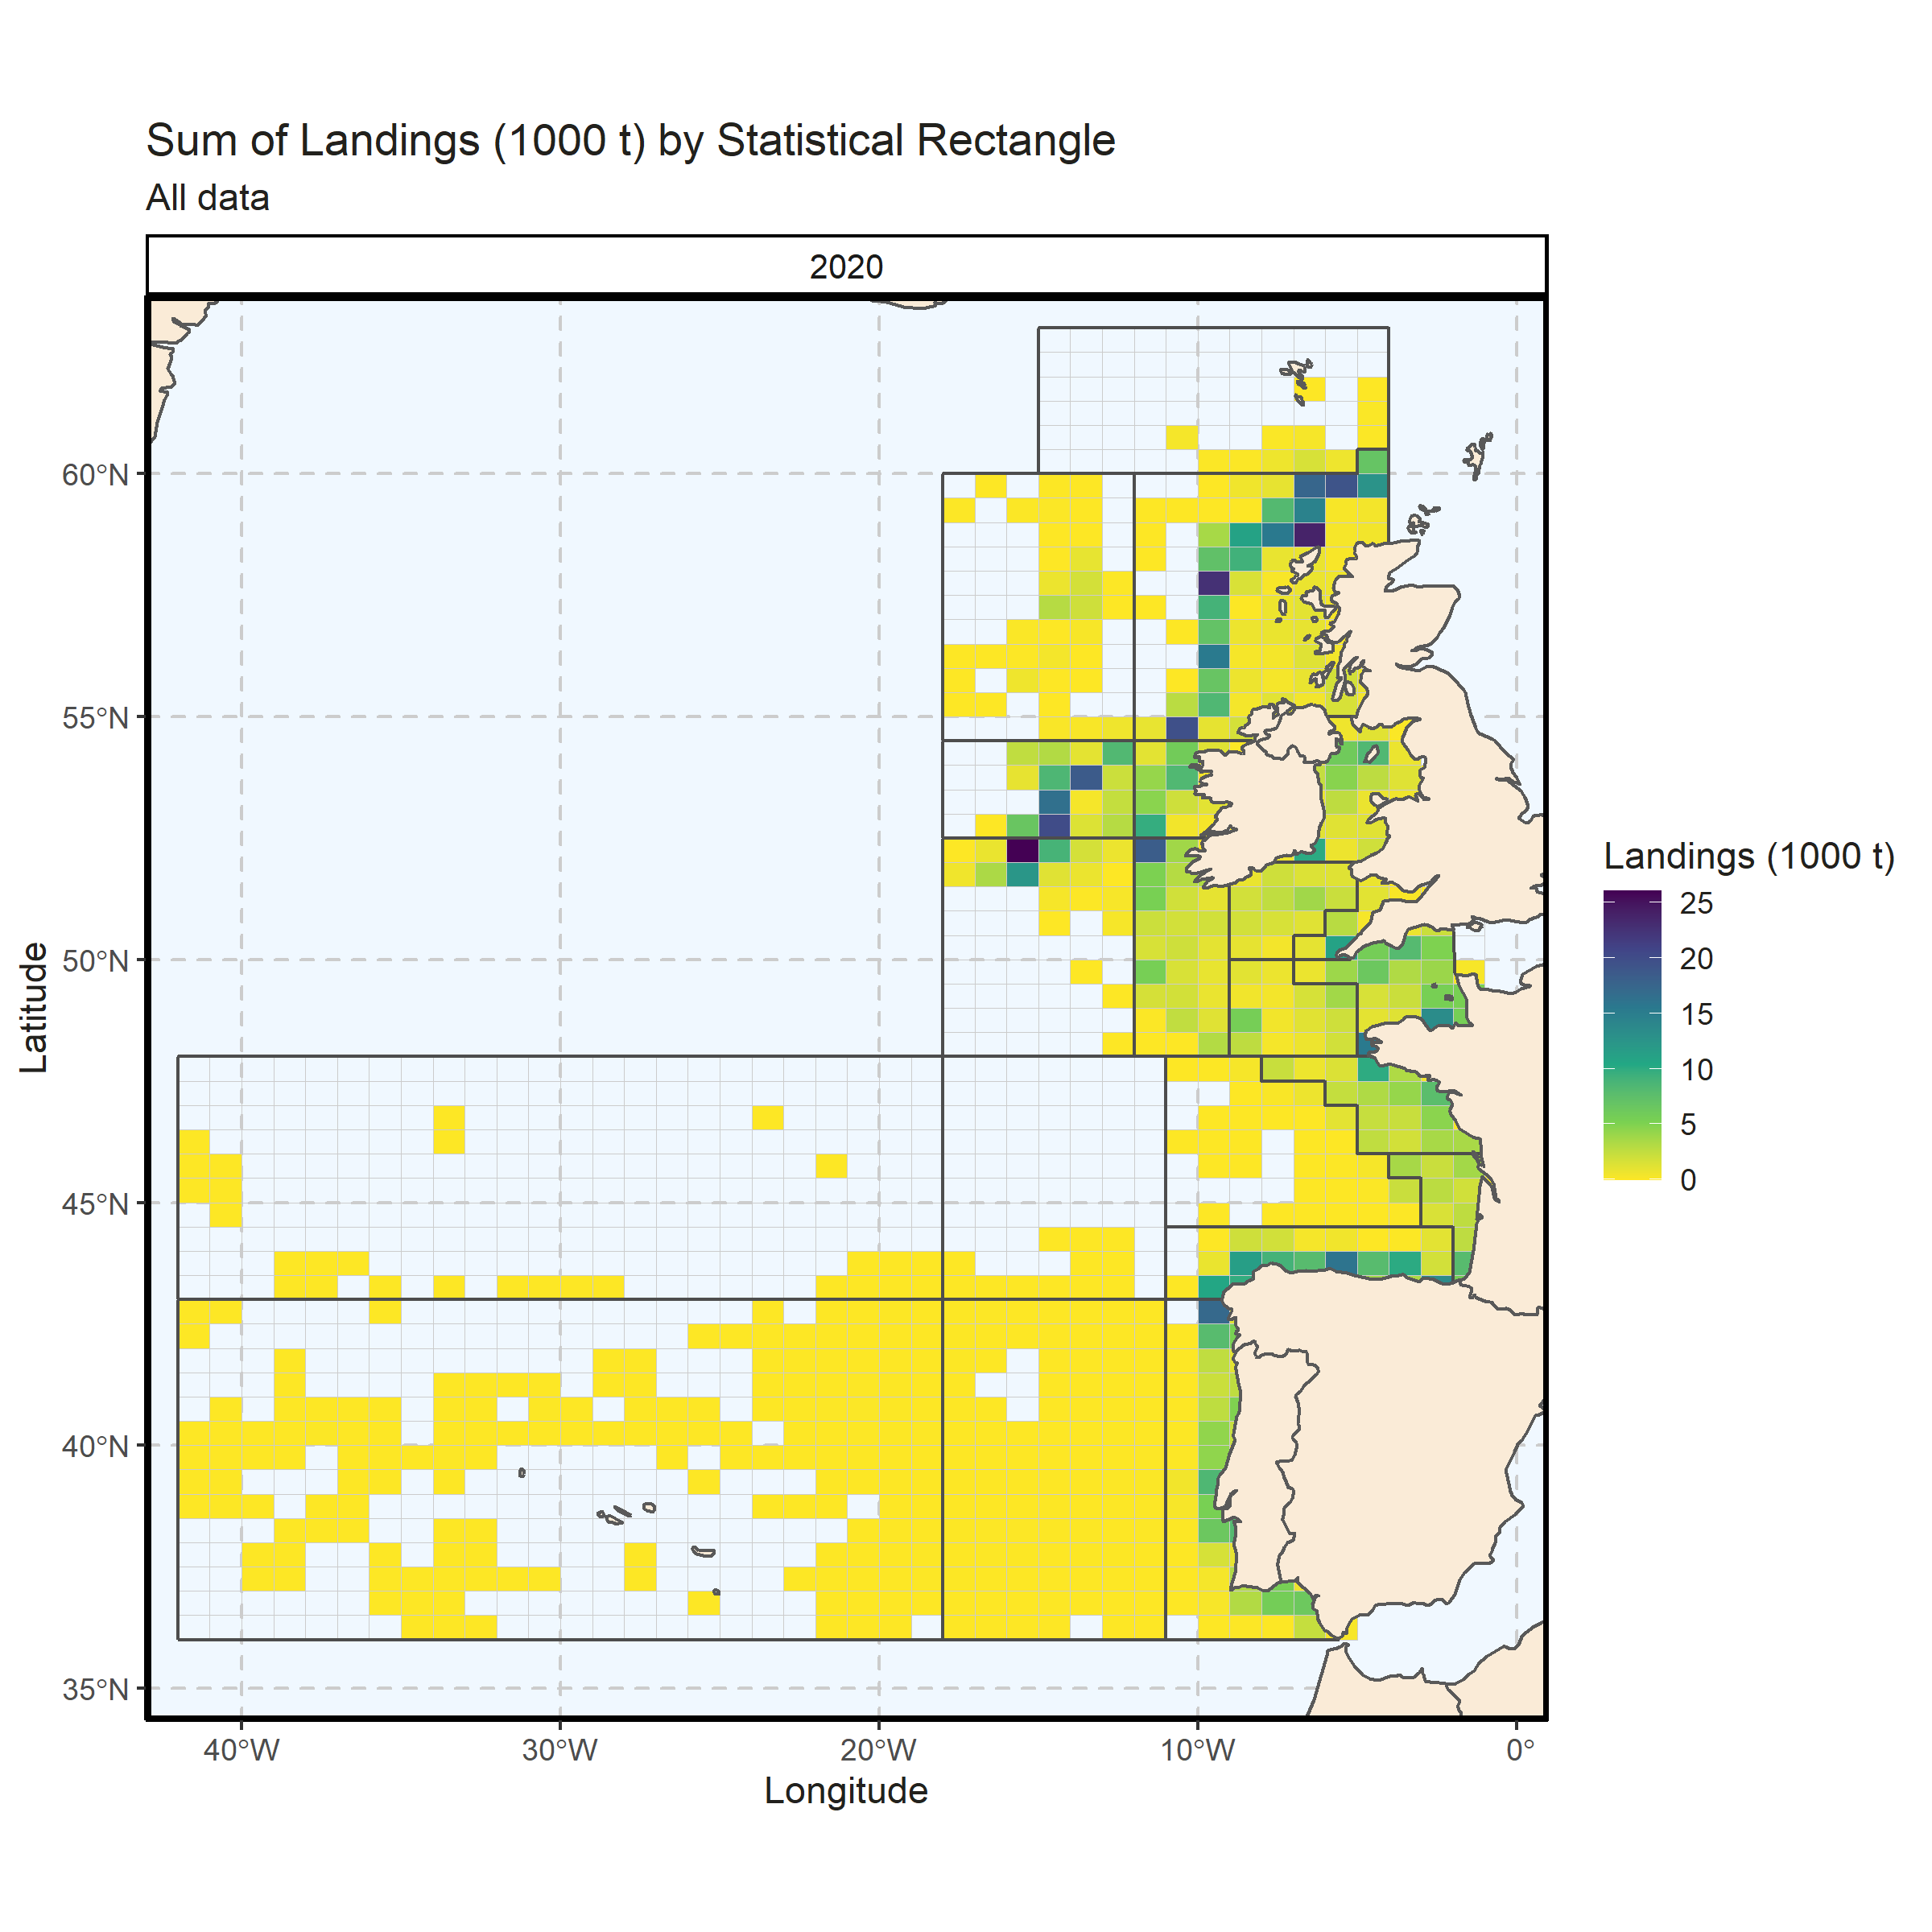 Sum of Landings (1000 t) by Statistical Rectangle
All data
2020
60°N
55°N
50°N
45°N
40°N
35°N
Latitude
40°W
30°W
20°W
10°W
0°
Longitude
Landings (1000 t)
25
20
15
10
5
0